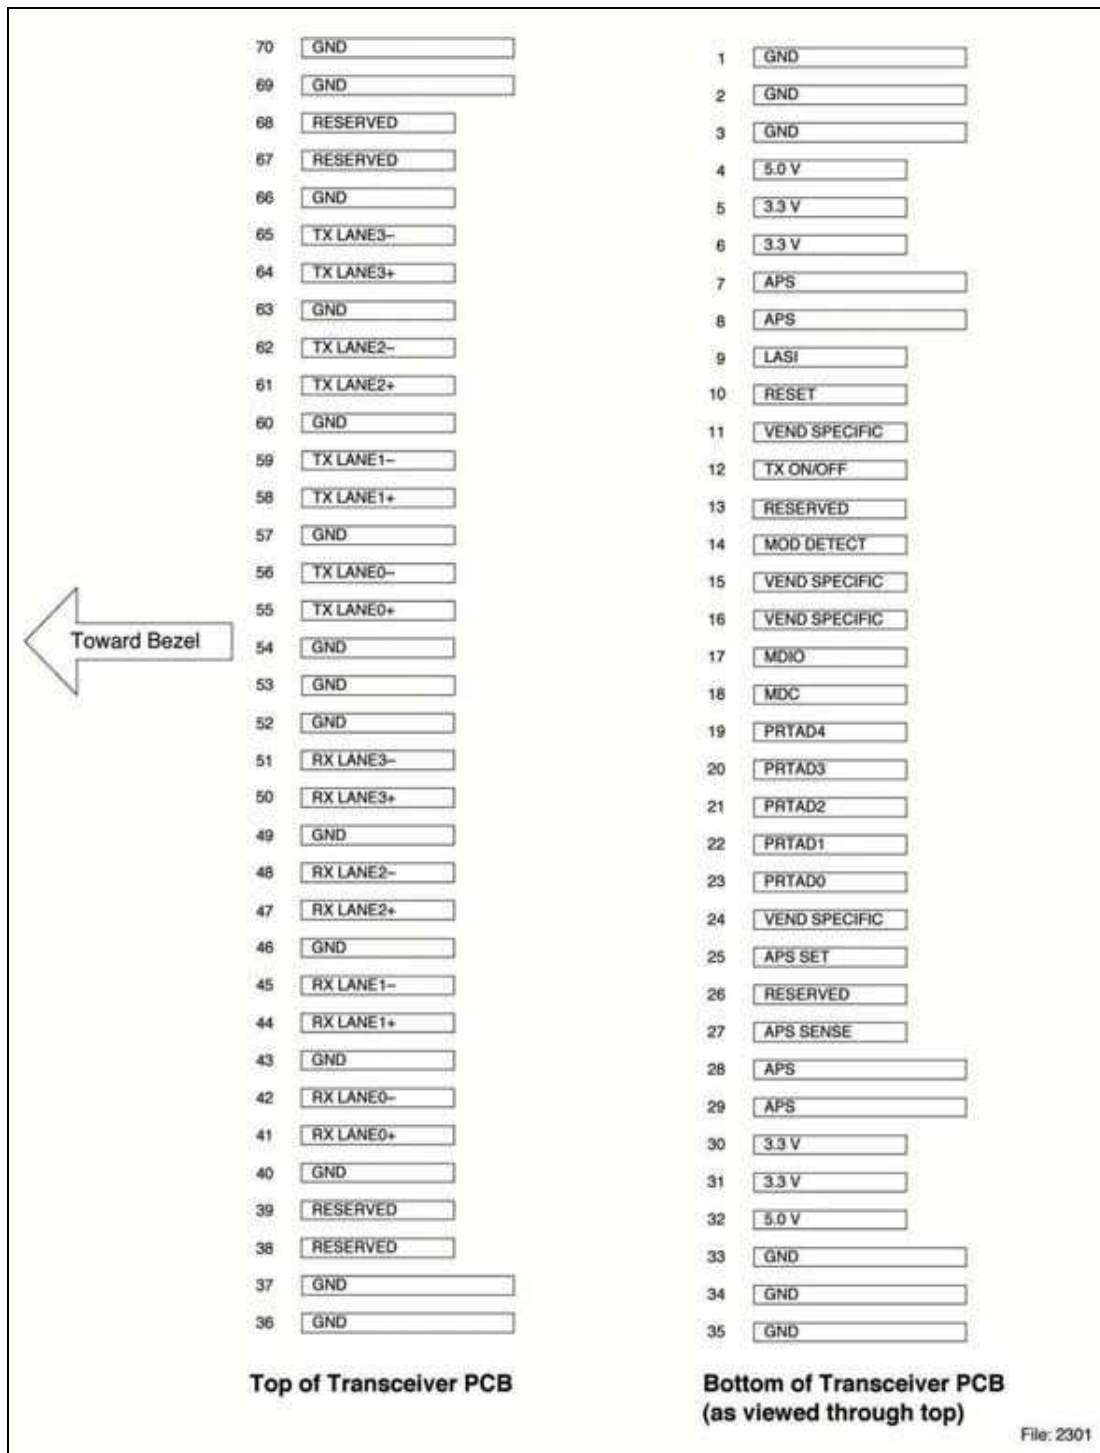 70 GND
69 GND
68 RESERVED
67 RESERVED
66 GND
65 TX LANE3–
64 TX LANE3+
63 GND
62 TX LANE2–
61 TX LANE2+
60 GND
59 TX LANE1–
58 TX LANE1+
57 GND
56 TX LANE0–
55 TX LANE0+
Toward Bezel
54 GND
53 GND
52 GND
51 RX LANE3–
50 RX LANE3+
49 GND
48 RX LANE2–
47 RX LANE2+
46 GND
45 RX LANE1–
44 RX LANE1+
43 GND
42 RX LANE0–
41 RX LANE0+
40 GND
39 RESERVED
38 RESERVED
37 GND
36 GND
Top of Transceiver PCB
1 GND
2 GND
3 GND
4 5.0 V
5 3.3 V
6 3.3 V
7 APS
8 APS
9 LASI
10 RESET
11 VEND SPECIFIC
12 TX ON/OFF
13 RESERVED
14 MOD DETECT
15 VEND SPECIFIC
16 VEND SPECIFIC
17 MDIO
18 MDC
19 PRTAD4
20 PRTAD3
21 PRTAD2
22 PRTAD1
23 PRTAD0
24 VEND SPECIFIC
25 APS SET
26 RESERVED
27 APS SENSE
28 APS
29 APS
30 3.3 V
31 3.3 V
32 5.0 V
33 GND
34 GND
35 GND
Bottom of Transceiver PCB
(as viewed through top)
File: 2301